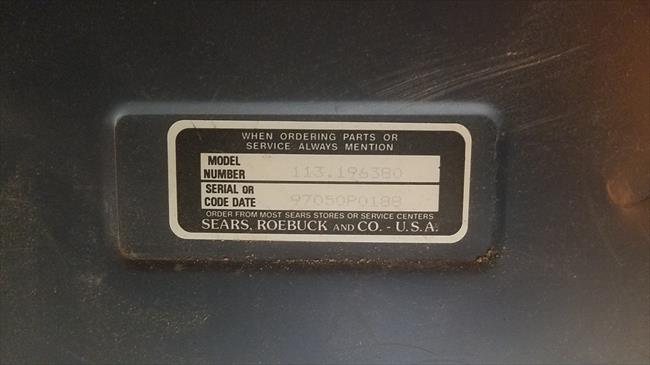 WHEN ORDERING PARTS OR
SERVICE ALWAYS MENTION
MODEL
NUMBER 113.196380
SERIAL OR
CODE DATE 97050P0188
ORDER FROM MOST SEARS STORES OR SERVICE CENTERS
SEARS, ROEBUCK AND CO. - U.S.A.